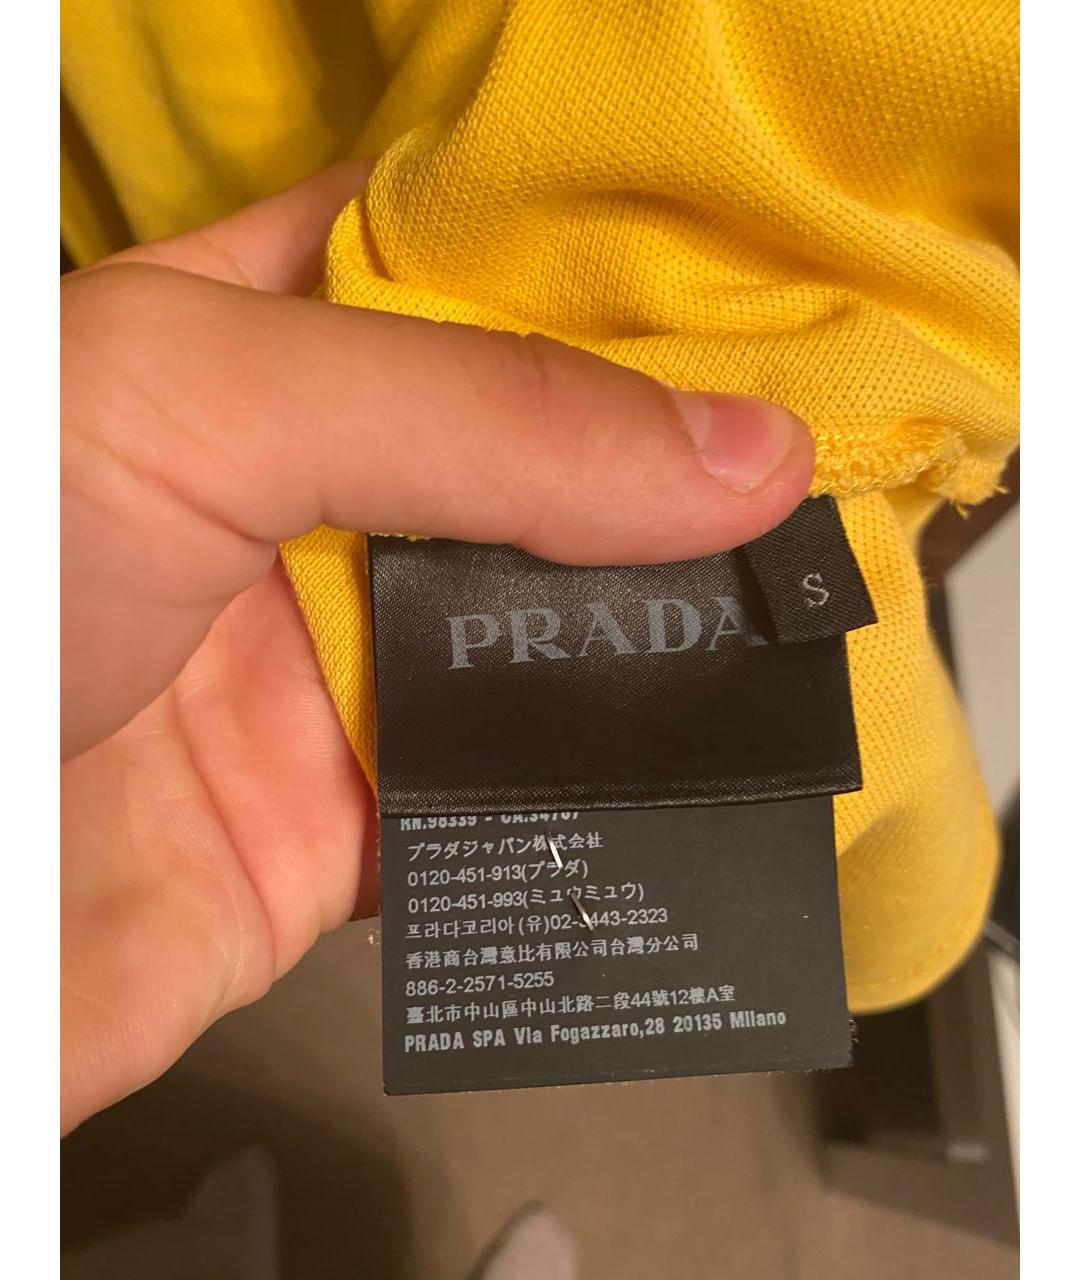 PRADA
S
RN.98339 - CA.34707
プラダジャパン株式会社
0120-451-913(プラダ)
0120-451-993(ミュウミュウ)
프라다코리아(유)02-3443-2323
香港商台灣意比有限公司台灣分公司
886-2-2571-5255
臺北市中山區中山北路二段44號12樓A室
PRADA SPA Via Fogazzaro,28 20135 Milano